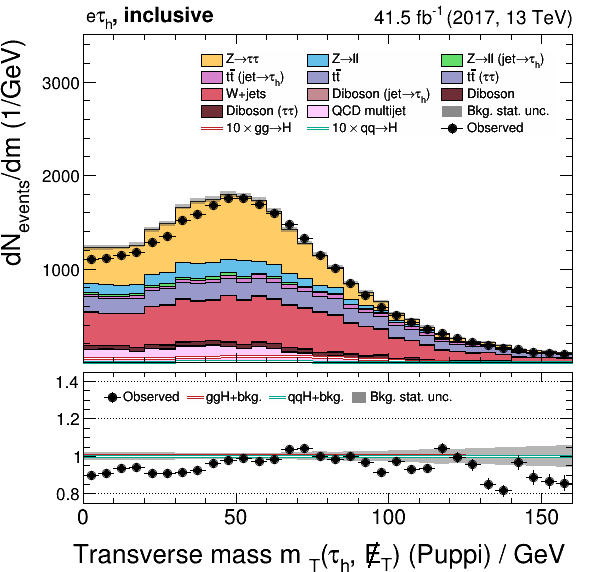 eτh, inclusive 41.5 fb-1 (2017, 13 TeV)
dNevents/dm (1/GeV)
3000
2000
1000
Z→ττ Z→ll Z→ll (jet→τh)
tt̄ (jet→τh) tt̄ tt̄ (ττ)
W+jets Diboson (jet→τh) Diboson
Diboson (ττ) QCD multijet Bkg. stat. unc.
10 × gg→H 10 × qq→H Observed
1.4
1.2
1
0.8
Observed ggH+bkg. qqH+bkg. Bkg. stat. unc.
0 50 100 150
Transverse mass m T(τh, E̸T) (Puppi) / GeV